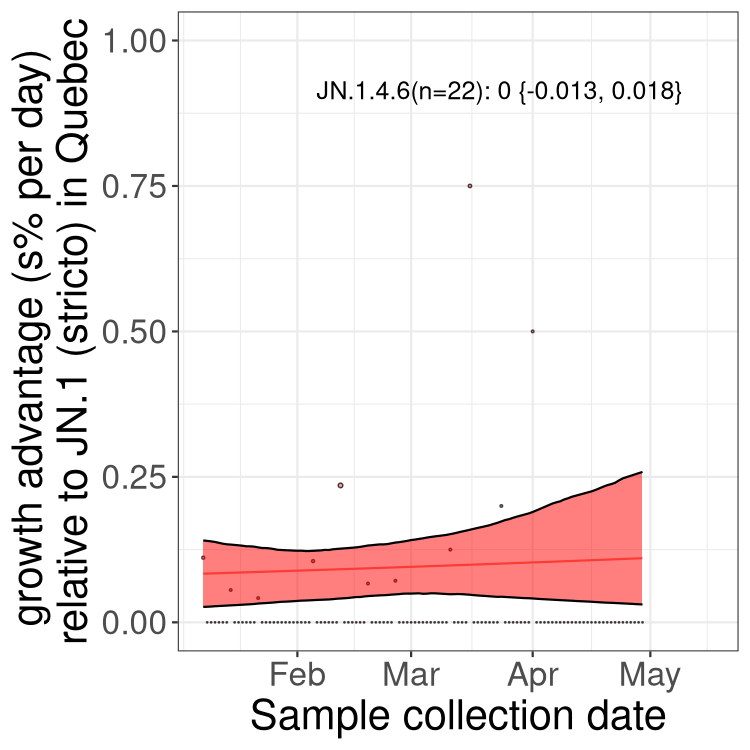 growth advantage (s% per day)
relative to JN.1 (stricto) in Quebec
1.00
0.75
0.50
0.25
0.00
JN.1.4.6(n=22): 0 {-0.013, 0.018}
Feb Mar Apr May
Sample collection date